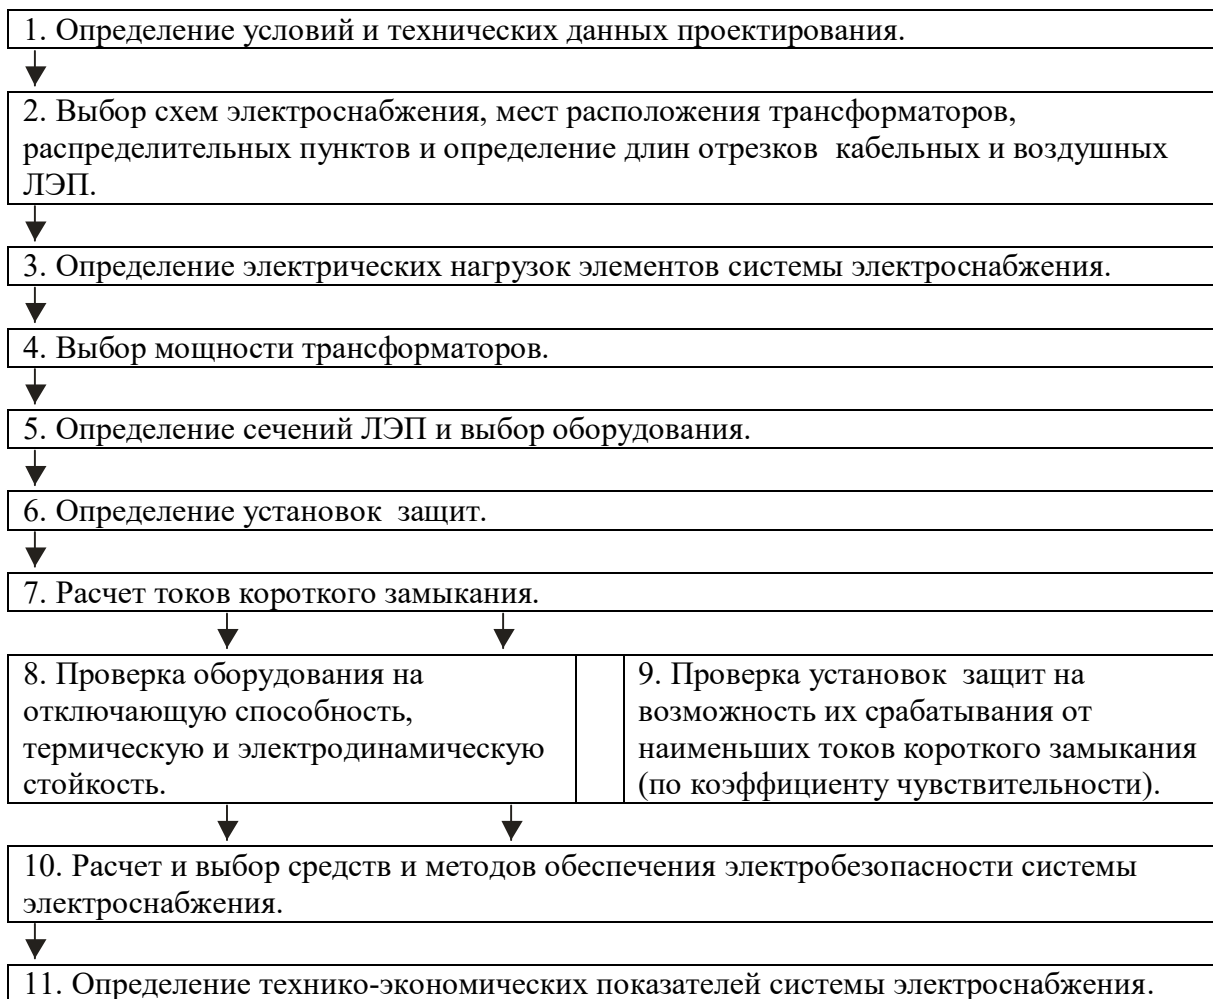 1. Определение условий и технических данных проектирования.
2. Выбор схем электроснабжения, мест расположения трансформаторов,
распределительных пунктов и определение длин отрезков  кабельных и воздушных
ЛЭП.
3. Определение электрических нагрузок элементов системы электроснабжения.
4. Выбор мощности трансформаторов.
5. Определение сечений ЛЭП и выбор оборудования.
6. Определение установок  защит.
7. Расчет токов короткого замыкания.
8. Проверка оборудования на
отключающую способность,
термическую и электродинамическую
стойкость.
9. Проверка установок  защит на
возможность их срабатывания от
наименьших токов короткого замыкания
(по коэффициенту чувствительности).
10. Расчет и выбор средств и методов обеспечения электробезопасности системы
электроснабжения.
11. Определение технико-экономических показателей системы электроснабжения.